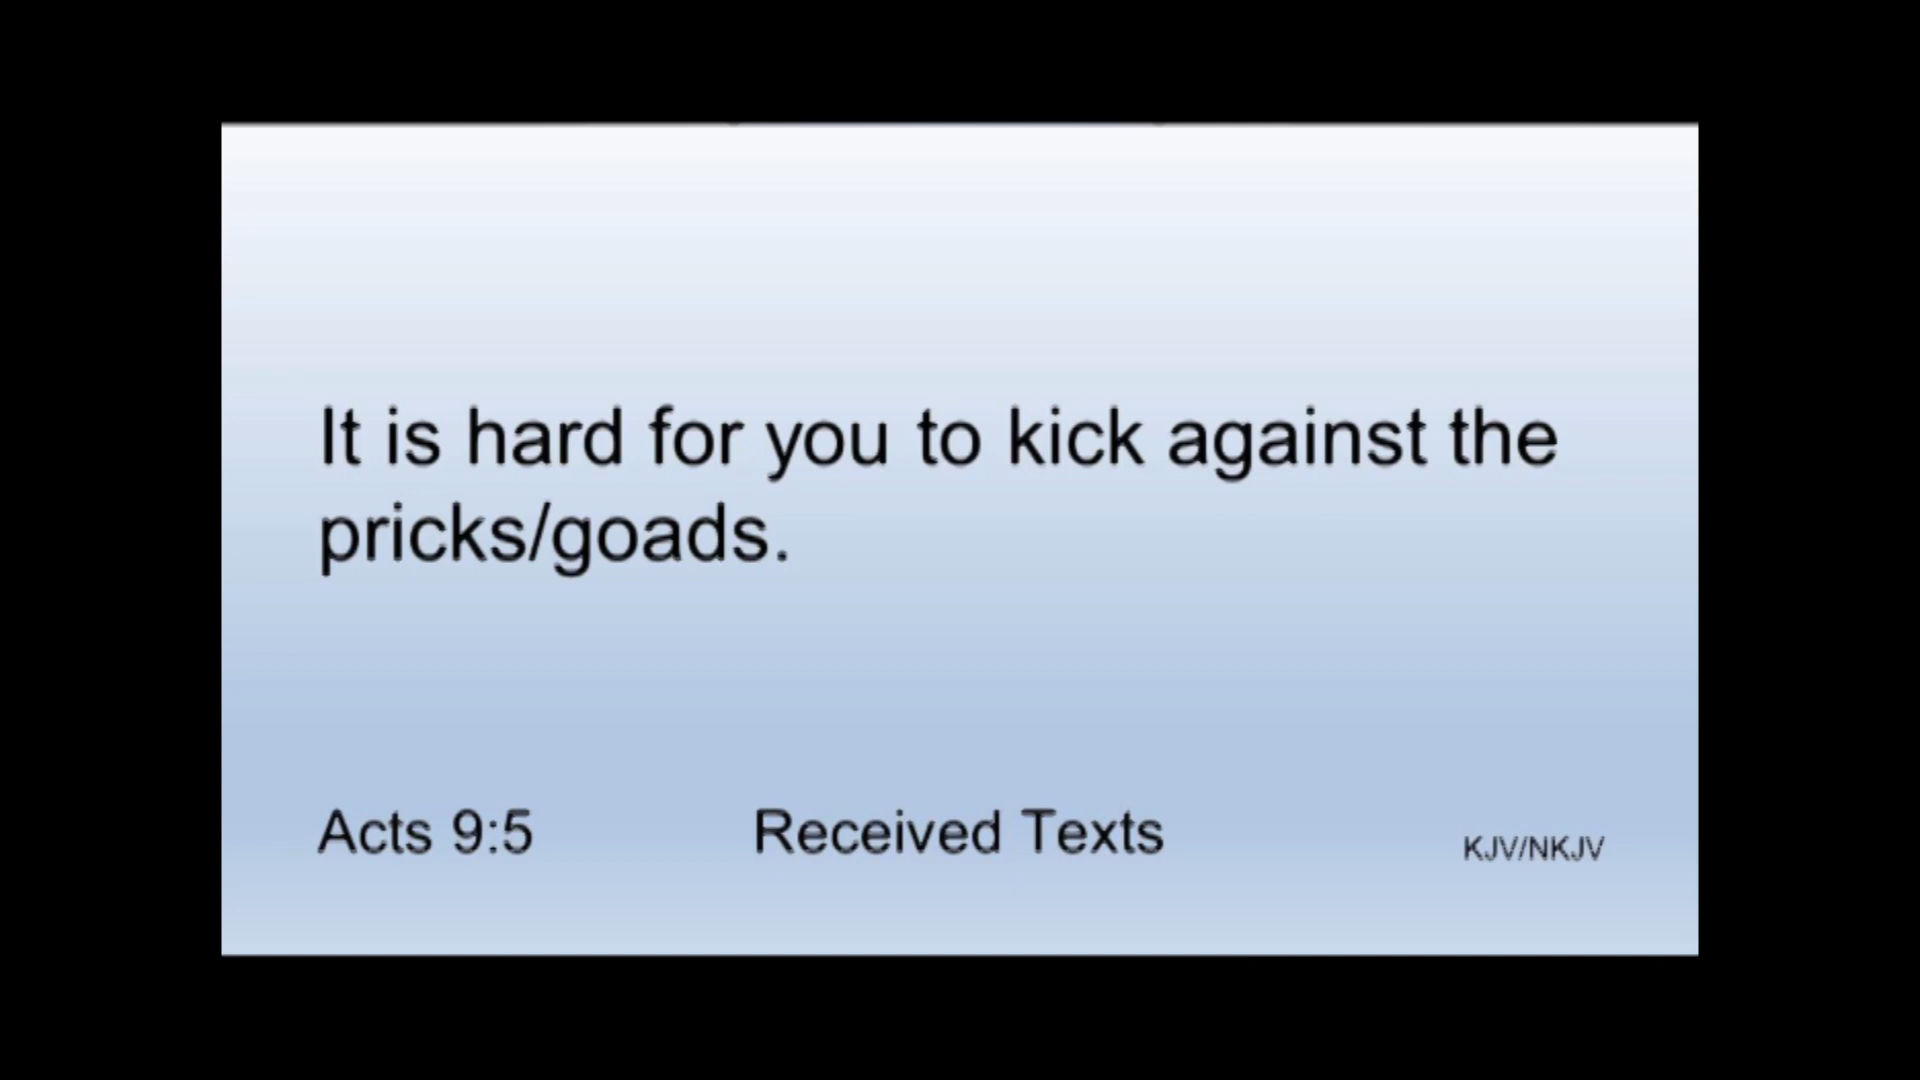 It is hard for you to kick against the
pricks/goads.
Acts 9:5
Received Texts
KJV/NKJV